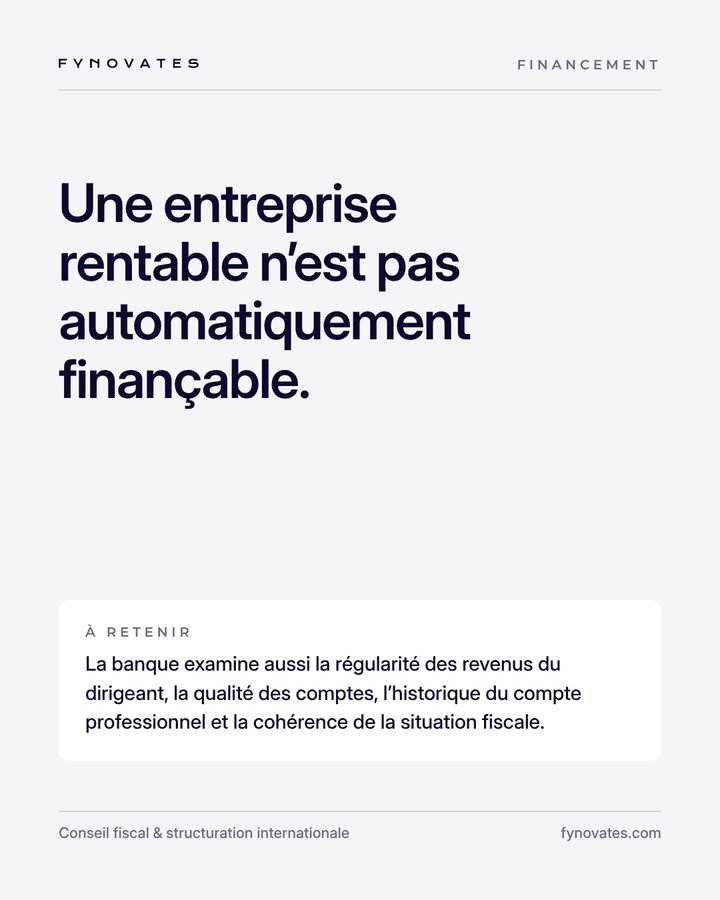 FYNOVATES
FINANCEMENT
Une entreprise
rentable n’est pas
automatiquement
finançable.
À RETENIR
La banque examine aussi la régularité des revenus du
dirigeant, la qualité des comptes, l’historique du compte
professionnel et la cohérence de la situation fiscale.
Conseil fiscal & structuration internationale
fynovates.com